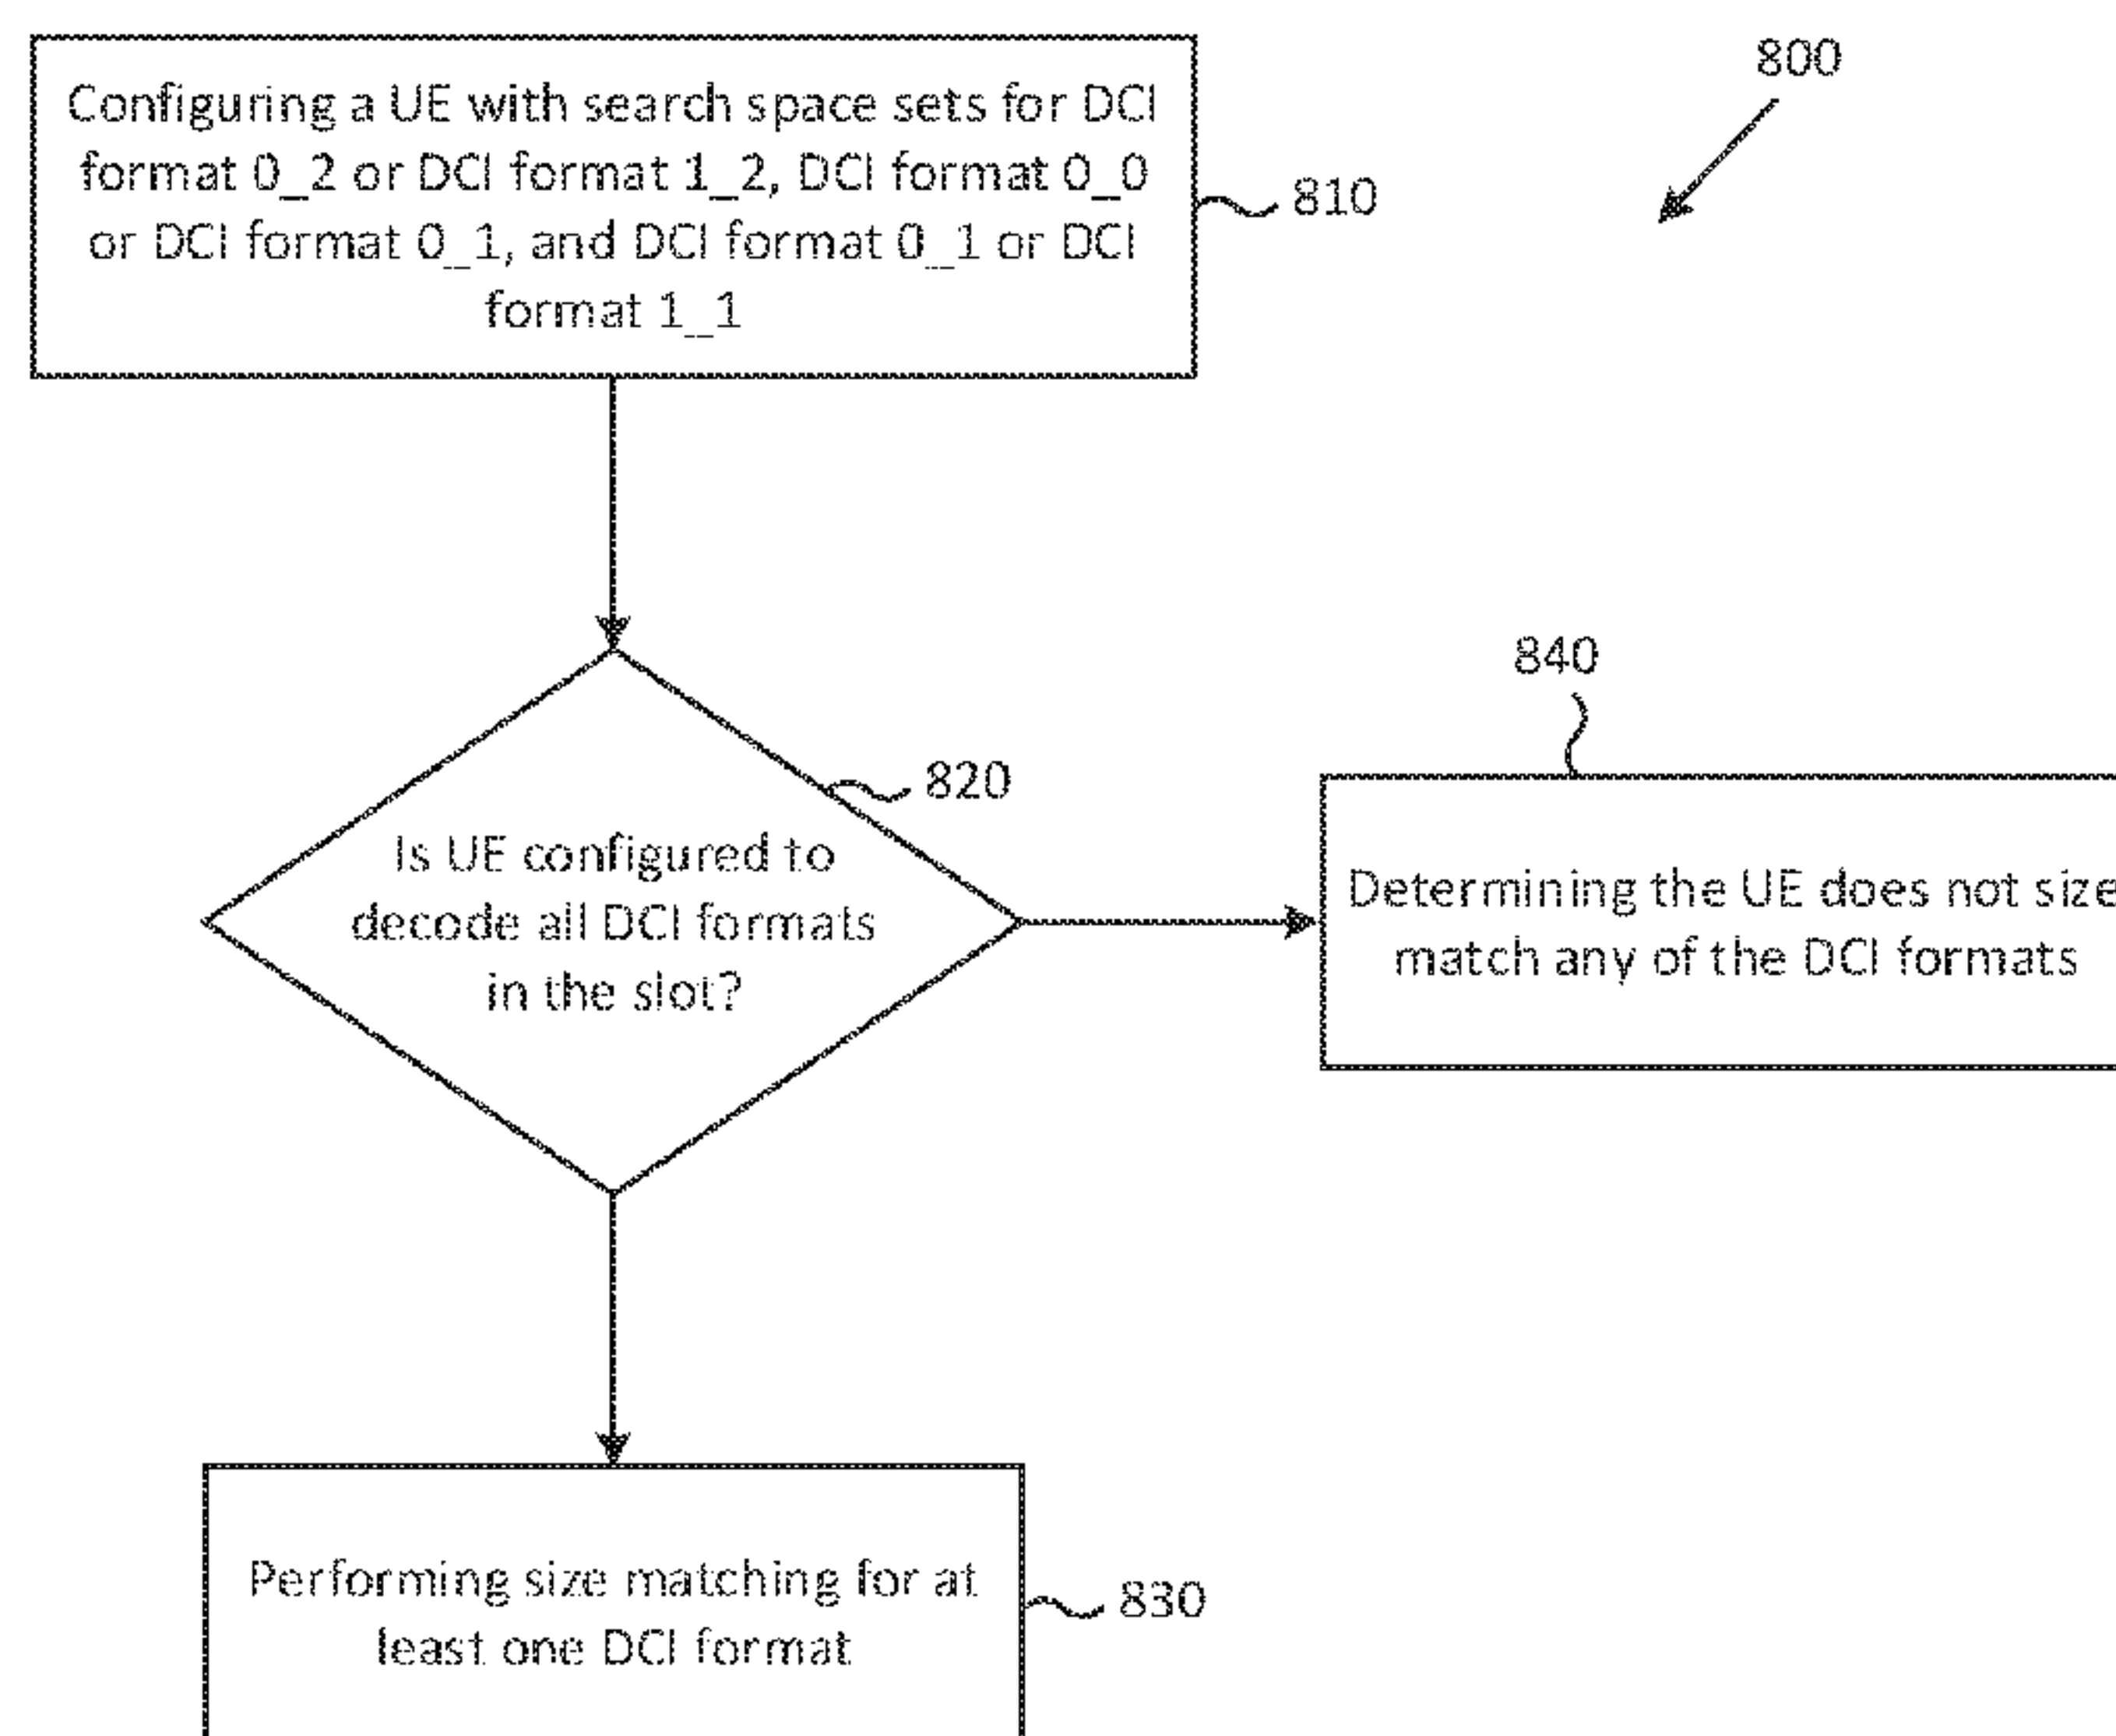 800
Configuring a UE with search space sets for DCI
format 0_2 or DCI format 1_2, DCI format 0_0
or DCI format 0_1, and DCI format 0_1 or DCI
format 1_1
810
820
Is UE configured to
decode all DCI formats
in the slot?
840
Determining the UE does not size
match any of the DCI formats
Performing size matching for at
least one DCI format
830